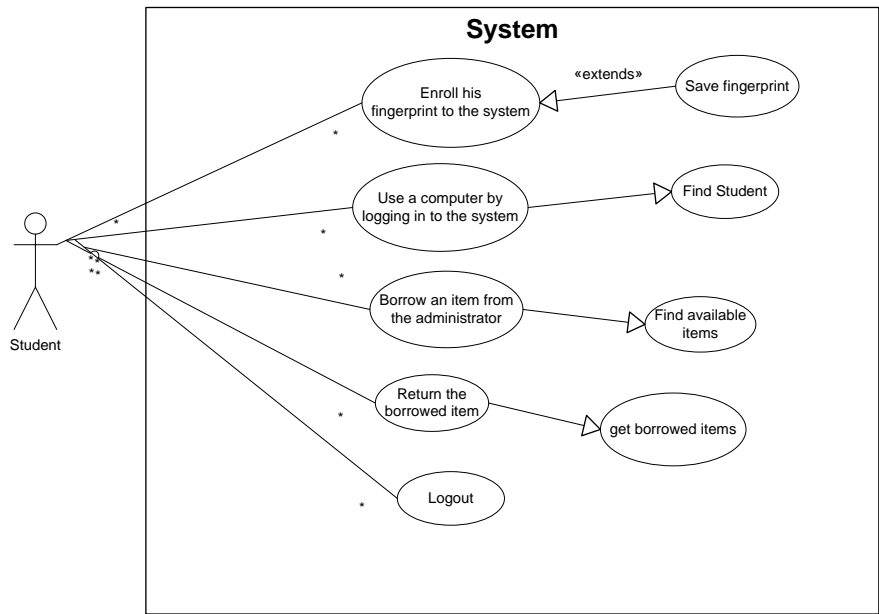 System
«extends»
Enroll his
fingerprint to the system
Save fingerprint
*
*
Use a computer by
logging in to the system
Find Student
*
**
**
*
Student
Borrow an item from
the administrator
Find available
items
Return the
borrowed item
*
get borrowed items
Logout
*